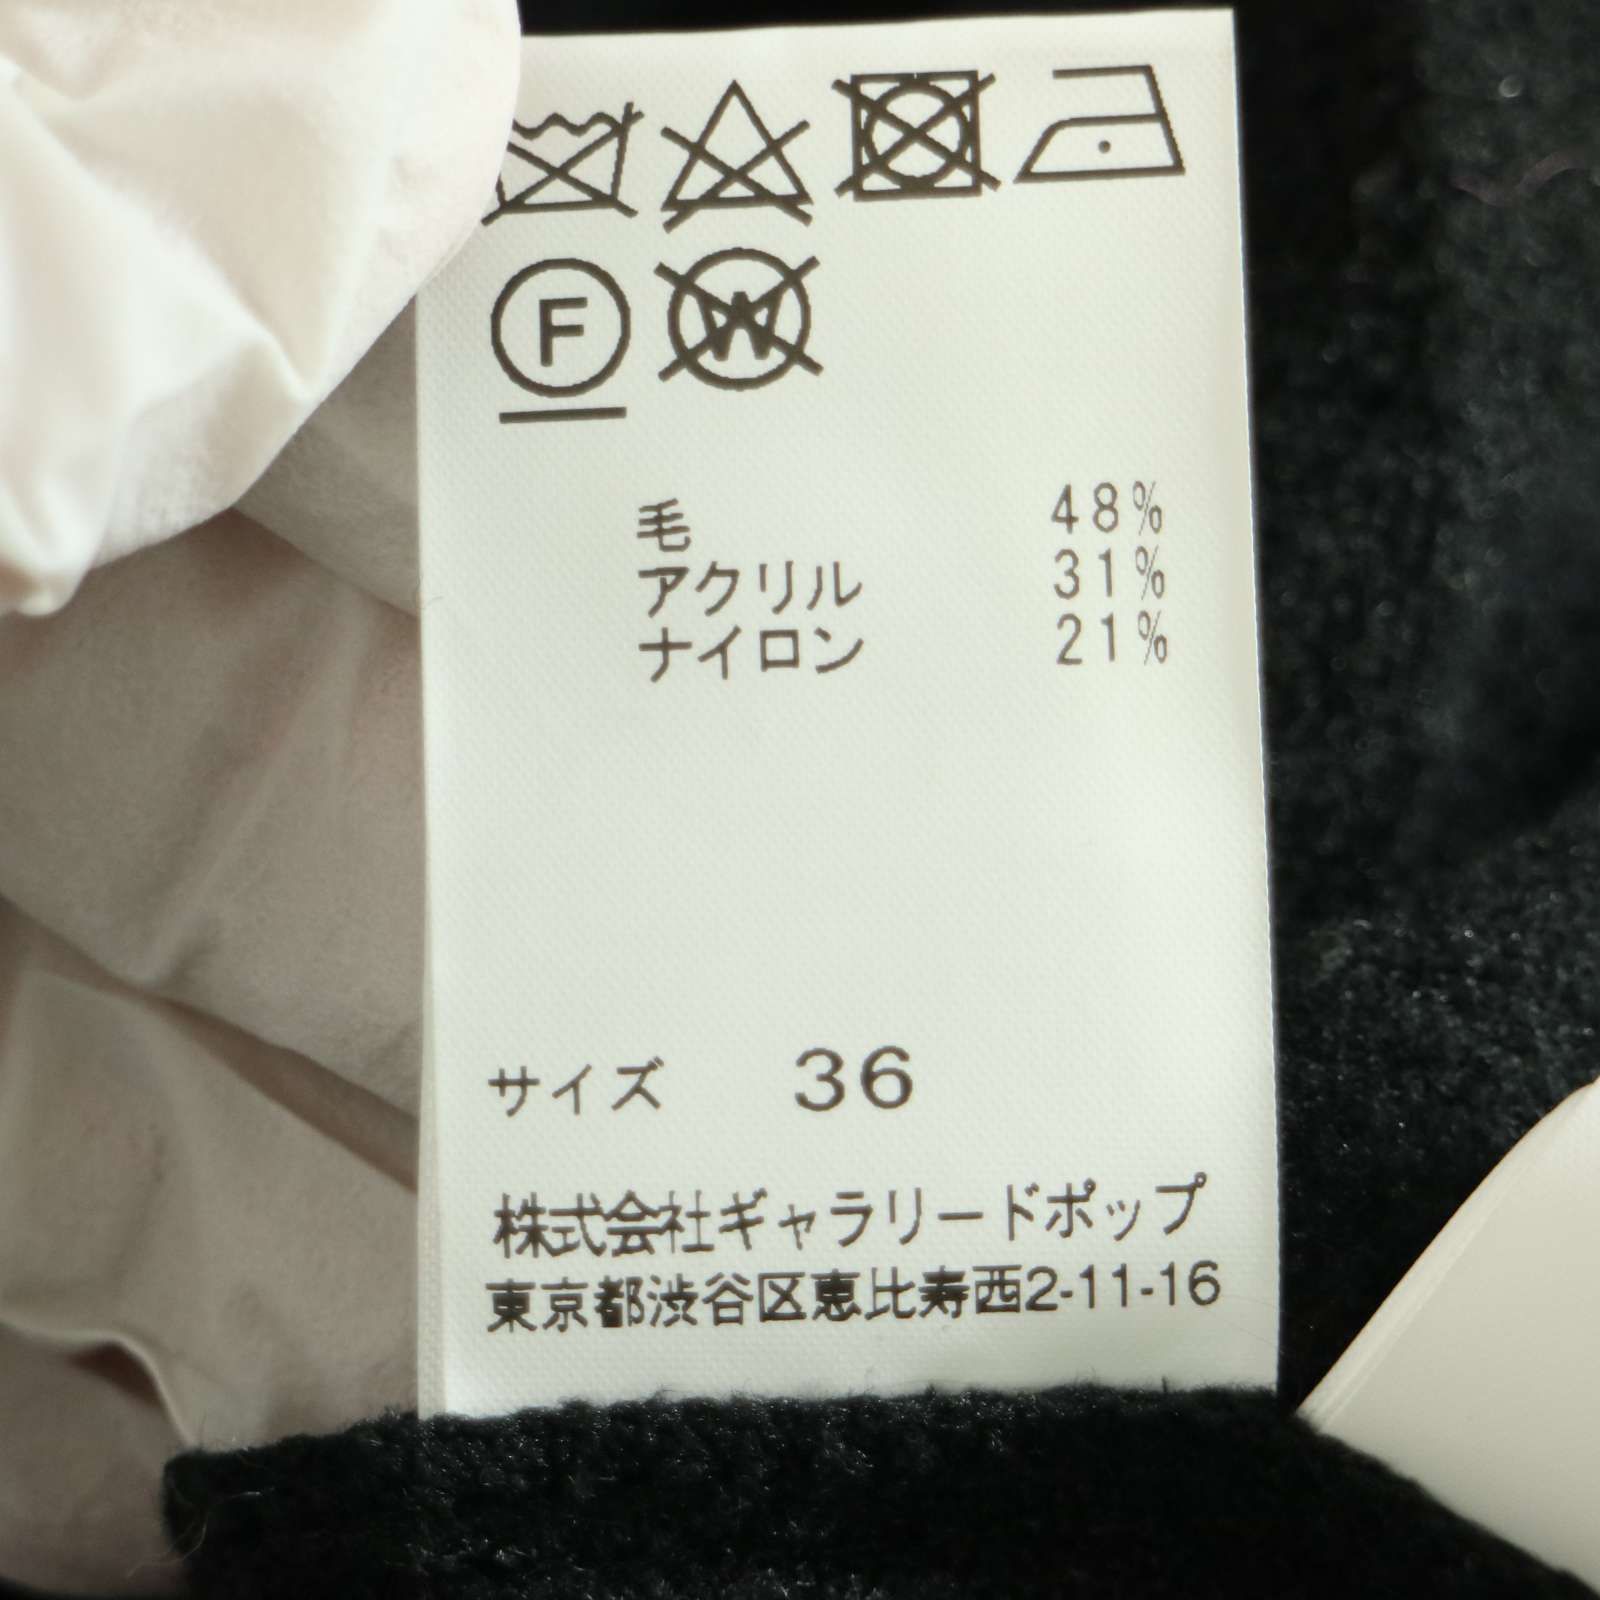 F
W
毛 48%
アクリル 31%
ナイロン 21%
サイズ 36
株式会社ギャラリードポップ
東京都渋谷区恵比寿西2-11-16